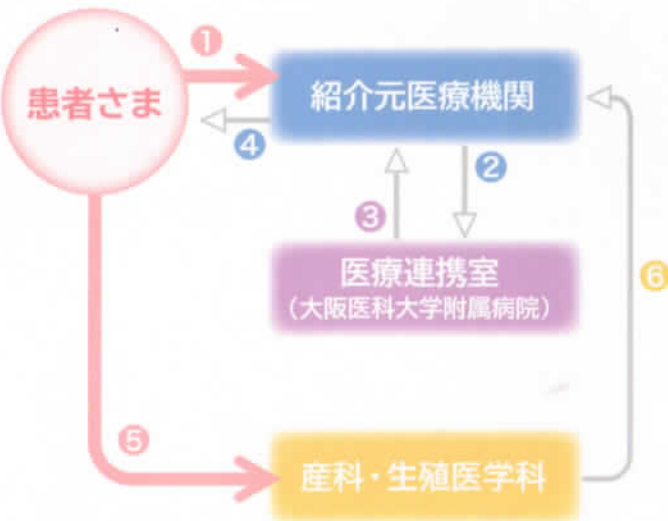 ❶
患者さま
紹介元医療機関
❹
❷
❸
医療連携室
(大阪医科大学附属病院)
❻
❺
産科・生殖医学科